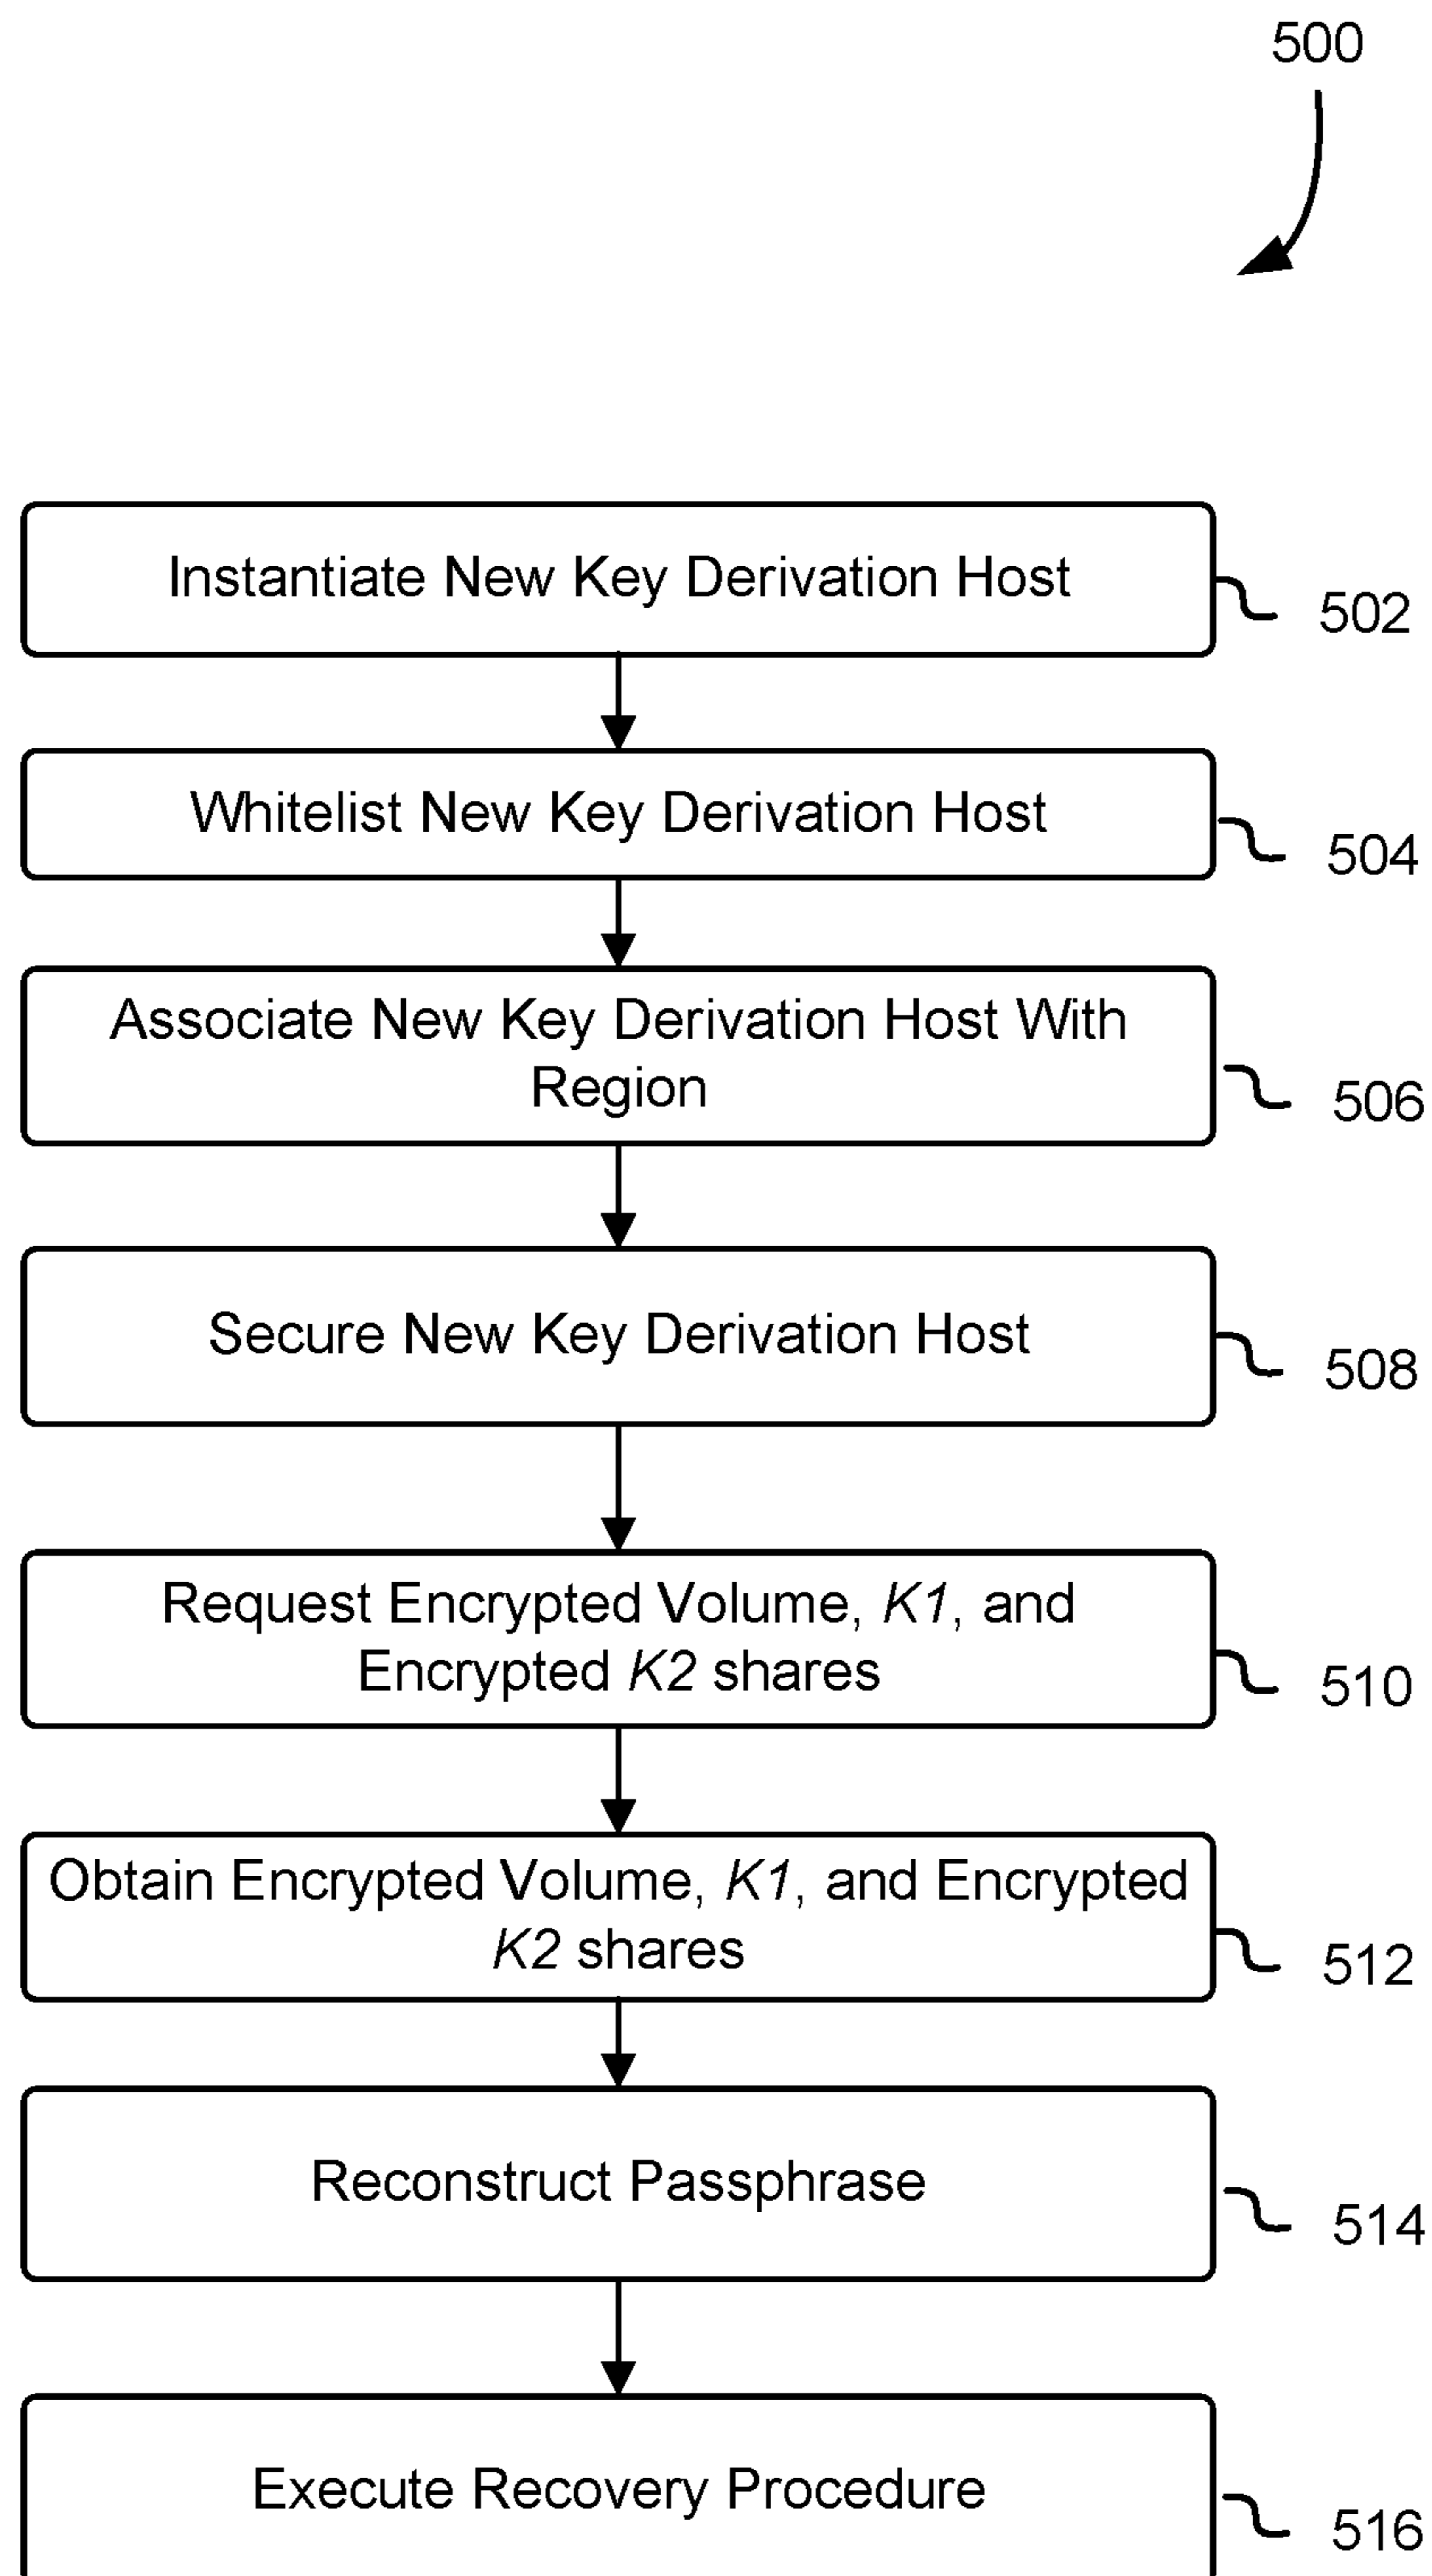 500
Instantiate New Key Derivation Host
502
Whitelist New Key Derivation Host
504
Associate New Key Derivation Host With
Region
506
Secure New Key Derivation Host
508
Request Encrypted Volume, K1, and
Encrypted K2 shares
510
Obtain Encrypted Volume, K1, and Encrypted
K2 shares
512
Reconstruct Passphrase
514
Execute Recovery Procedure
516